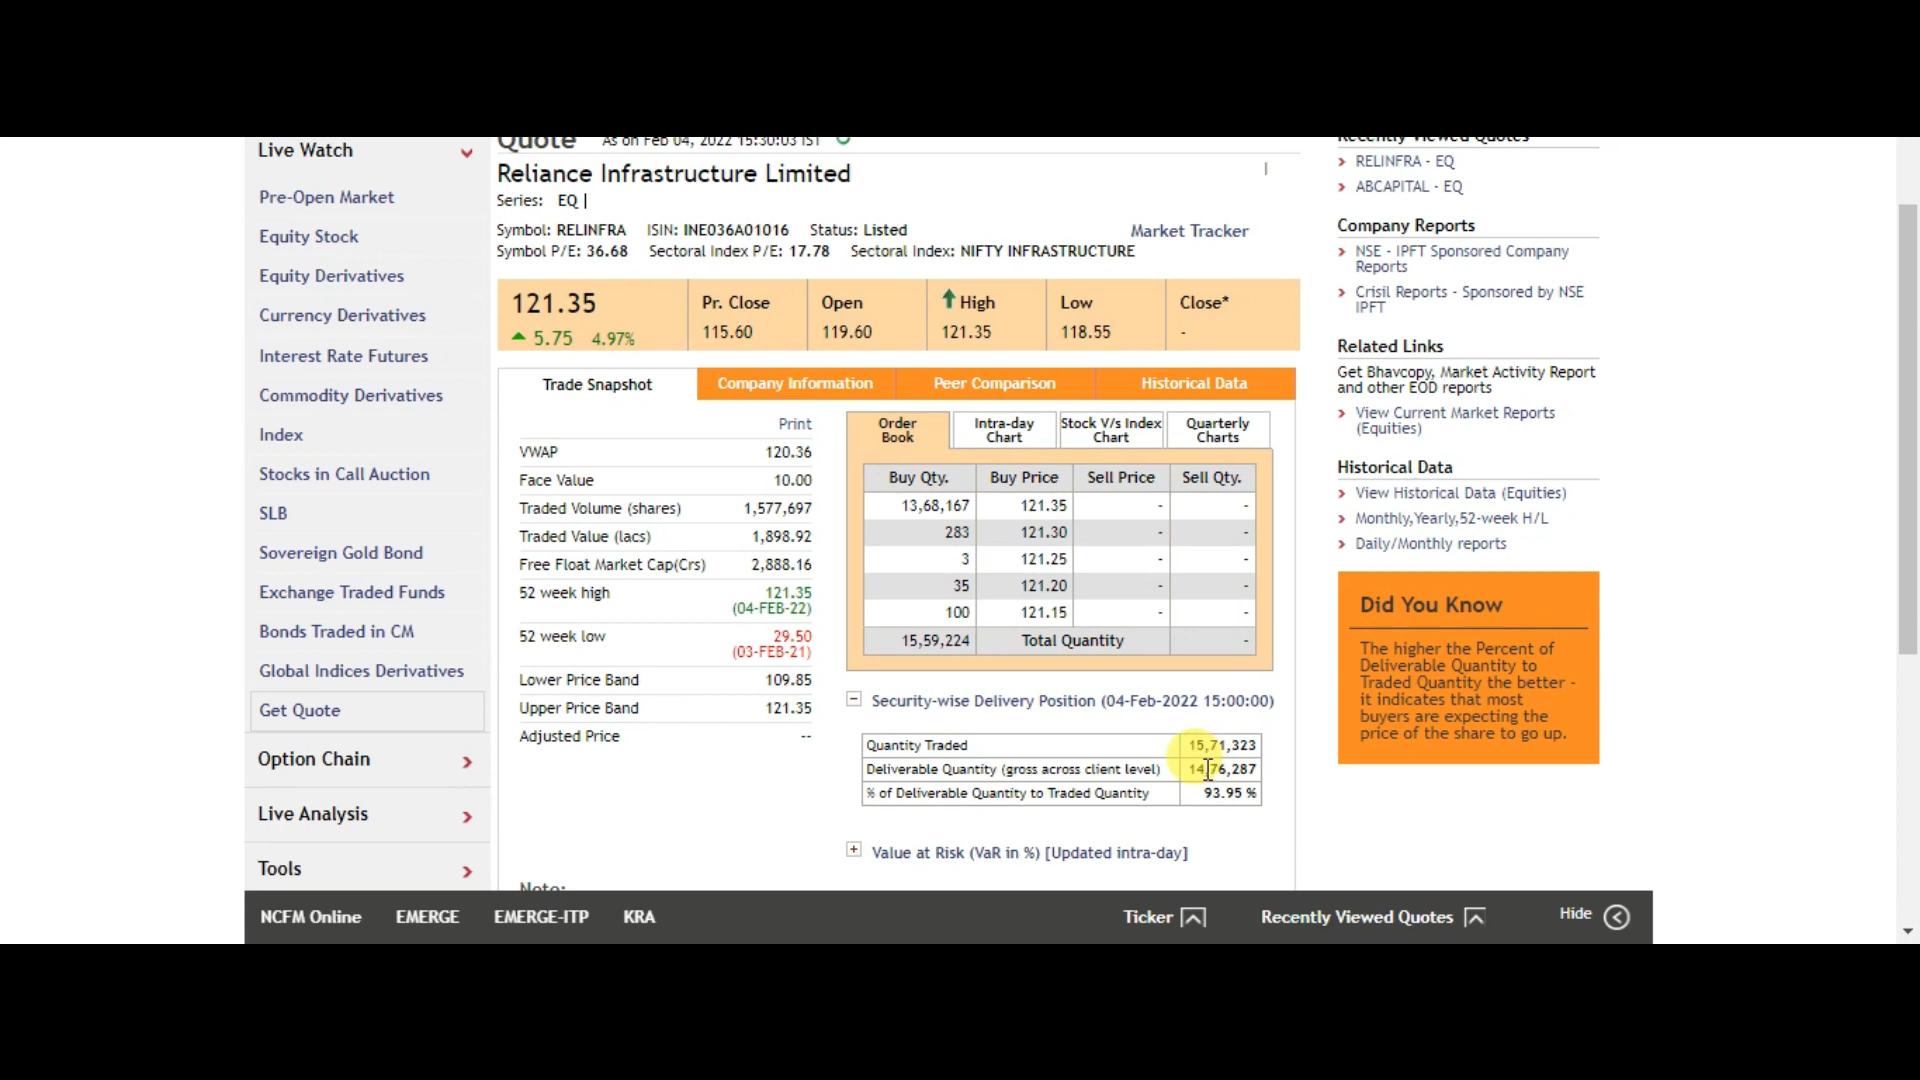 Live Watch
Pre-Open Market
Equity Stock
Equity Derivatives
Currency Derivatives
Interest Rate Futures
Commodity Derivatives
Index
Stocks in Call Auction
SLB
Sovereign Gold Bond
Exchange Traded Funds
Bonds Traded in CM
Global Indices Derivatives
Get Quote
Option Chain
Live Analysis
Tools
Quote As on Feb 04, 2022 15:30:03 IST
Reliance Infrastructure Limited
Series: EQ |
Symbol: RELINFRA ISIN: INE036A01016 Status: Listed
Market Tracker
Symbol P/E: 36.68 Sectoral Index P/E: 17.78 Sectoral Index: NIFTY INFRASTRUCTURE
121.35 Pr. Close Open High Low Close*
5.75 4.97% 115.60 119.60 121.35 118.55 -
Trade Snapshot Company Information Peer Comparison Historical Data
Print
VWAP 120.36
Face Value 10.00
Traded Volume (shares) 1,577,697
Traded Value (lacs) 1,898.92
Free Float Market Cap(Crs) 2,888.16
52 week high 121.35
(04-FEB-22)
52 week low 29.50
(03-FEB-21)
Lower Price Band 109.85
Upper Price Band 121.35
Adjusted Price --
Note:
Order Book
Intra-day Chart
Stock V/s Index Chart
Quarterly Charts
Buy Qty. Buy Price Sell Price Sell Qty.
13,68,167 121.35 - -
283 121.30 - -
3 121.25 - -
35 121.20 - -
100 121.15 - -
15,59,224 Total Quantity -
Security-wise Delivery Position (04-Feb-2022 15:00:00)
Quantity Traded 15,71,323
Deliverable Quantity (gross across client level) 14,76,287
% of Deliverable Quantity to Traded Quantity 93.95 %
Value at Risk (VaR in %) [Updated intra-day]
Recently Viewed Quotes
RELINFRA - EQ
ABCAPITAL - EQ
Company Reports
NSE - IPFT Sponsored Company
Reports
Crisil Reports - Sponsored by NSE
IPFT
Related Links
Get Bhavcopy, Market Activity Report
and other EOD reports
View Current Market Reports
(Equities)
Historical Data
View Historical Data (Equities)
Monthly,Yearly,52-week H/L
Daily/Monthly reports
Did You Know
The higher the Percent of
Deliverable Quantity to
Traded Quantity the better -
it indicates that most
buyers are expecting the
price of the share to go up.
NCFM Online EMERGE EMERGE-ITP KRA Ticker Recently Viewed Quotes Hide